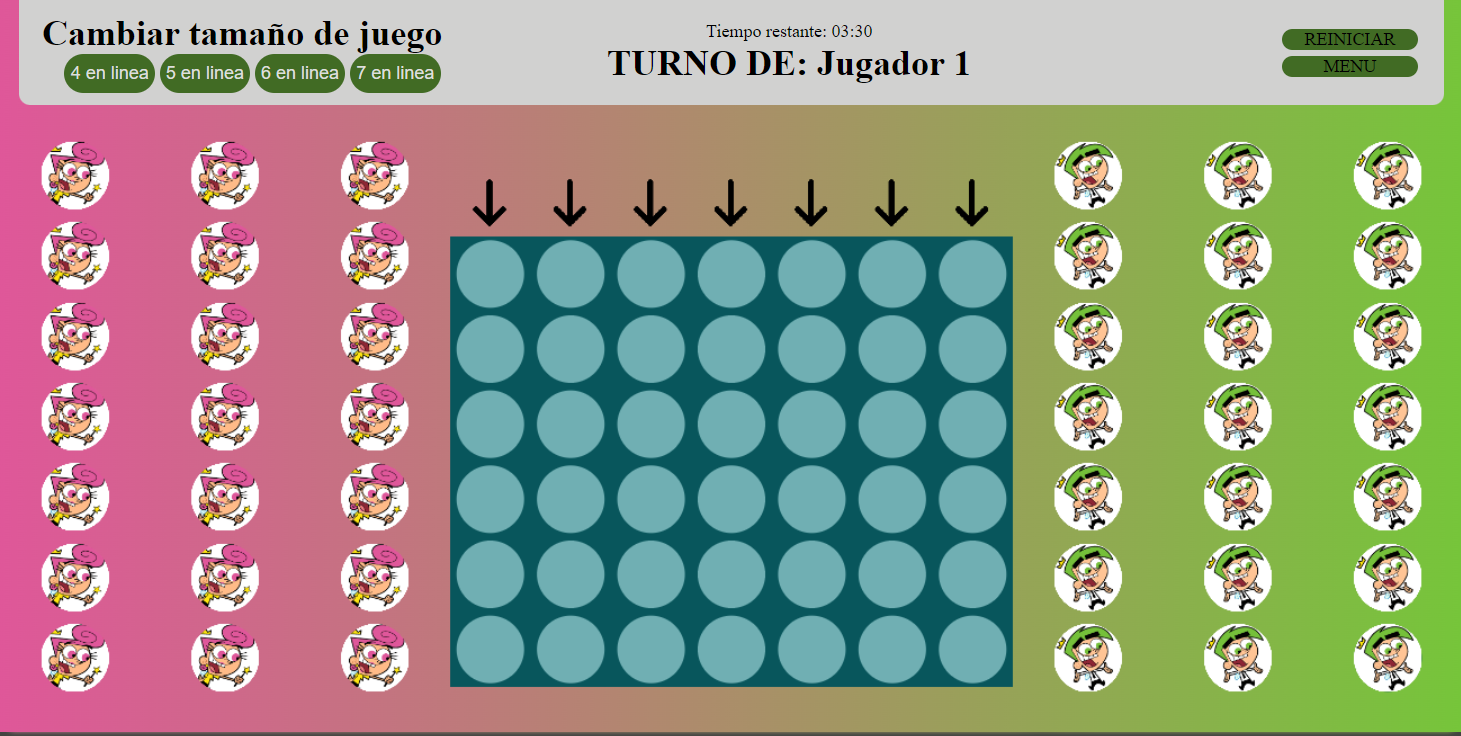 Cambiar tamaño de juego
4 en linea
5 en linea
6 en linea
7 en linea
Tiempo restante: 03:30
TURNO DE: Jugador 1
REINICIAR
MENU